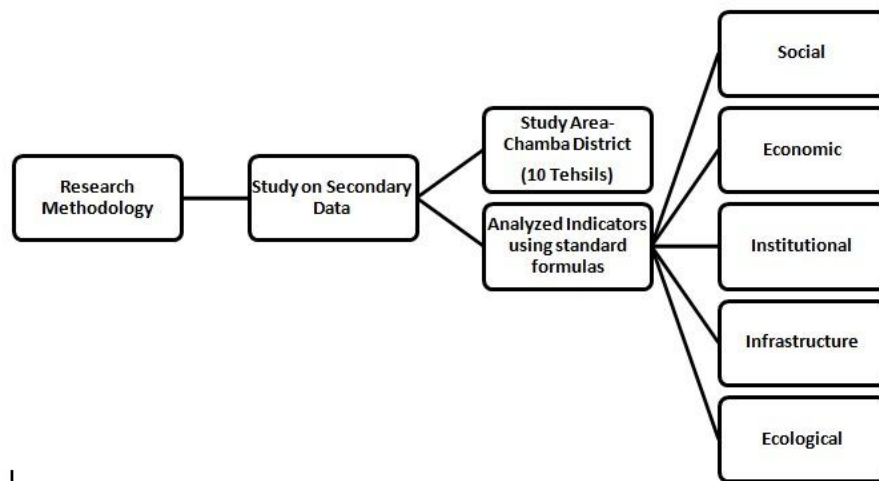 Research
Methodology
Study on Secondary
Data
Study Area-
Chamba District
(10 Tehsils)
Analyzed Indicators
using standard
formulas
Social
Economic
Institutional
Infrastructure
Ecological